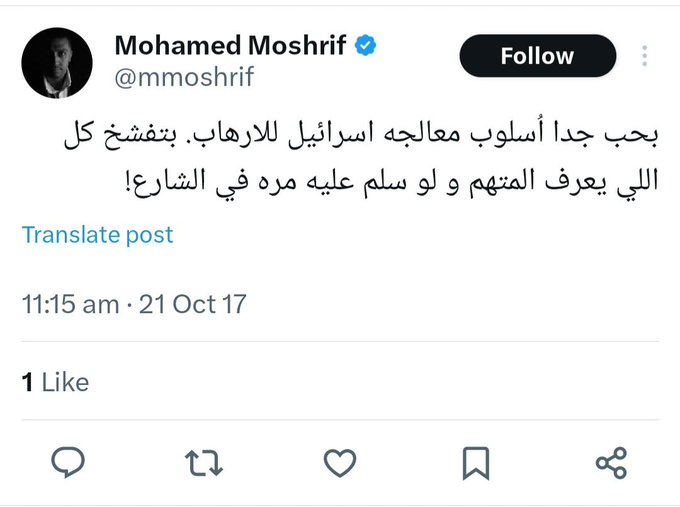 Mohamed Moshrif
Follow
@mmoshrif
بحب جدا اُسلوب معالجه اسرائيل للارهاب. بتفشخ كل
اللي يعرف المتهم و لو سلم عليه مره في الشارع!
Translate post
11:15 am · 21 Oct 17
1 Like